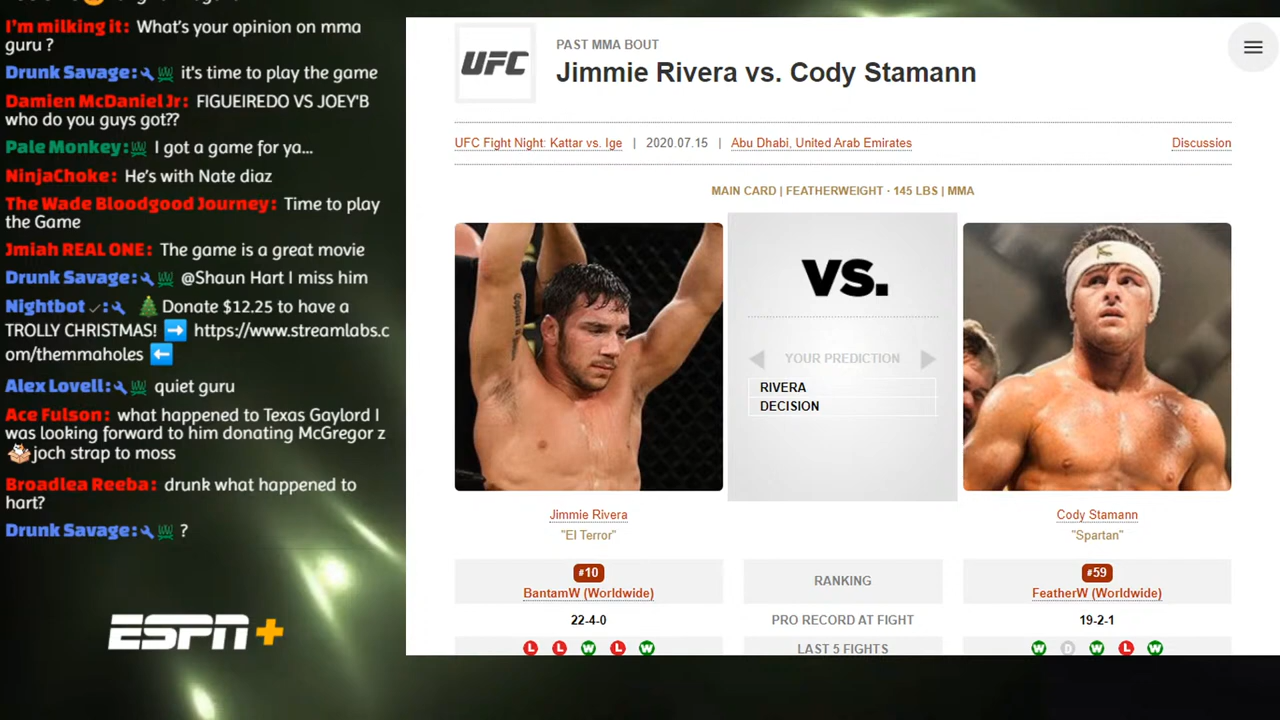 I'm milking it: What's your opinion on mma
guru ?
Drunk Savage: it's time to play the game
Damien McDaniel Jr: FIGUEIREDO VS JOEY'B
who do you guys got??
Pale Monkey: I got a game for ya...
NinjaChoke: He's with Nate diaz
The Wade Bloodgood Journey: Time to play
the Game
Jmiah REAL ONE: The game is a great movie
Drunk Savage: @Shaun Hart I miss him
Nightbot ✓: 🎄 Donate $12.25 to have a
TROLLY CHRISTMAS! ➡ https://www.streamlabs.c
om/themmaholes ⬅
Alex Lovell: quiet guru
Ace Fulson: what happened to Texas Gaylord I
was looking forward to him donating McGregor z
joch strap to moss
Broadlea Reeba: drunk what happened to
hart?
Drunk Savage: ?
ESPN+
UFC
PAST MMA BOUT
Jimmie Rivera vs. Cody Stamann
UFC Fight Night: Kattar vs. Ige | 2020.07.15 | Abu Dhabi, United Arab Emirates
Discussion
MAIN CARD | FEATHERWEIGHT · 145 LBS | MMA
VS.
YOUR PREDICTION
RIVERA
DECISION
Jimmie Rivera
"El Terror"
Cody Stamann
"Spartan"
#10
BantamW (Worldwide)
RANKING
#59
FeatherW (Worldwide)
22-4-0
PRO RECORD AT FIGHT
19-2-1
L L W L W
LAST 5 FIGHTS
W D W L W